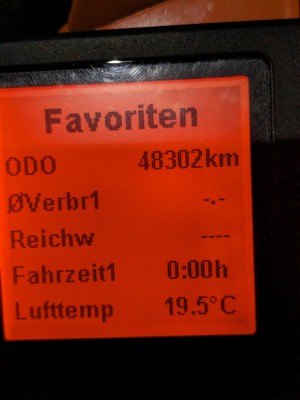 Favoriten
ODO 48302km
ØVerbr1 -.-
Reichw ----
Fahrzeit1 0:00h
Lufttemp 19.5°C